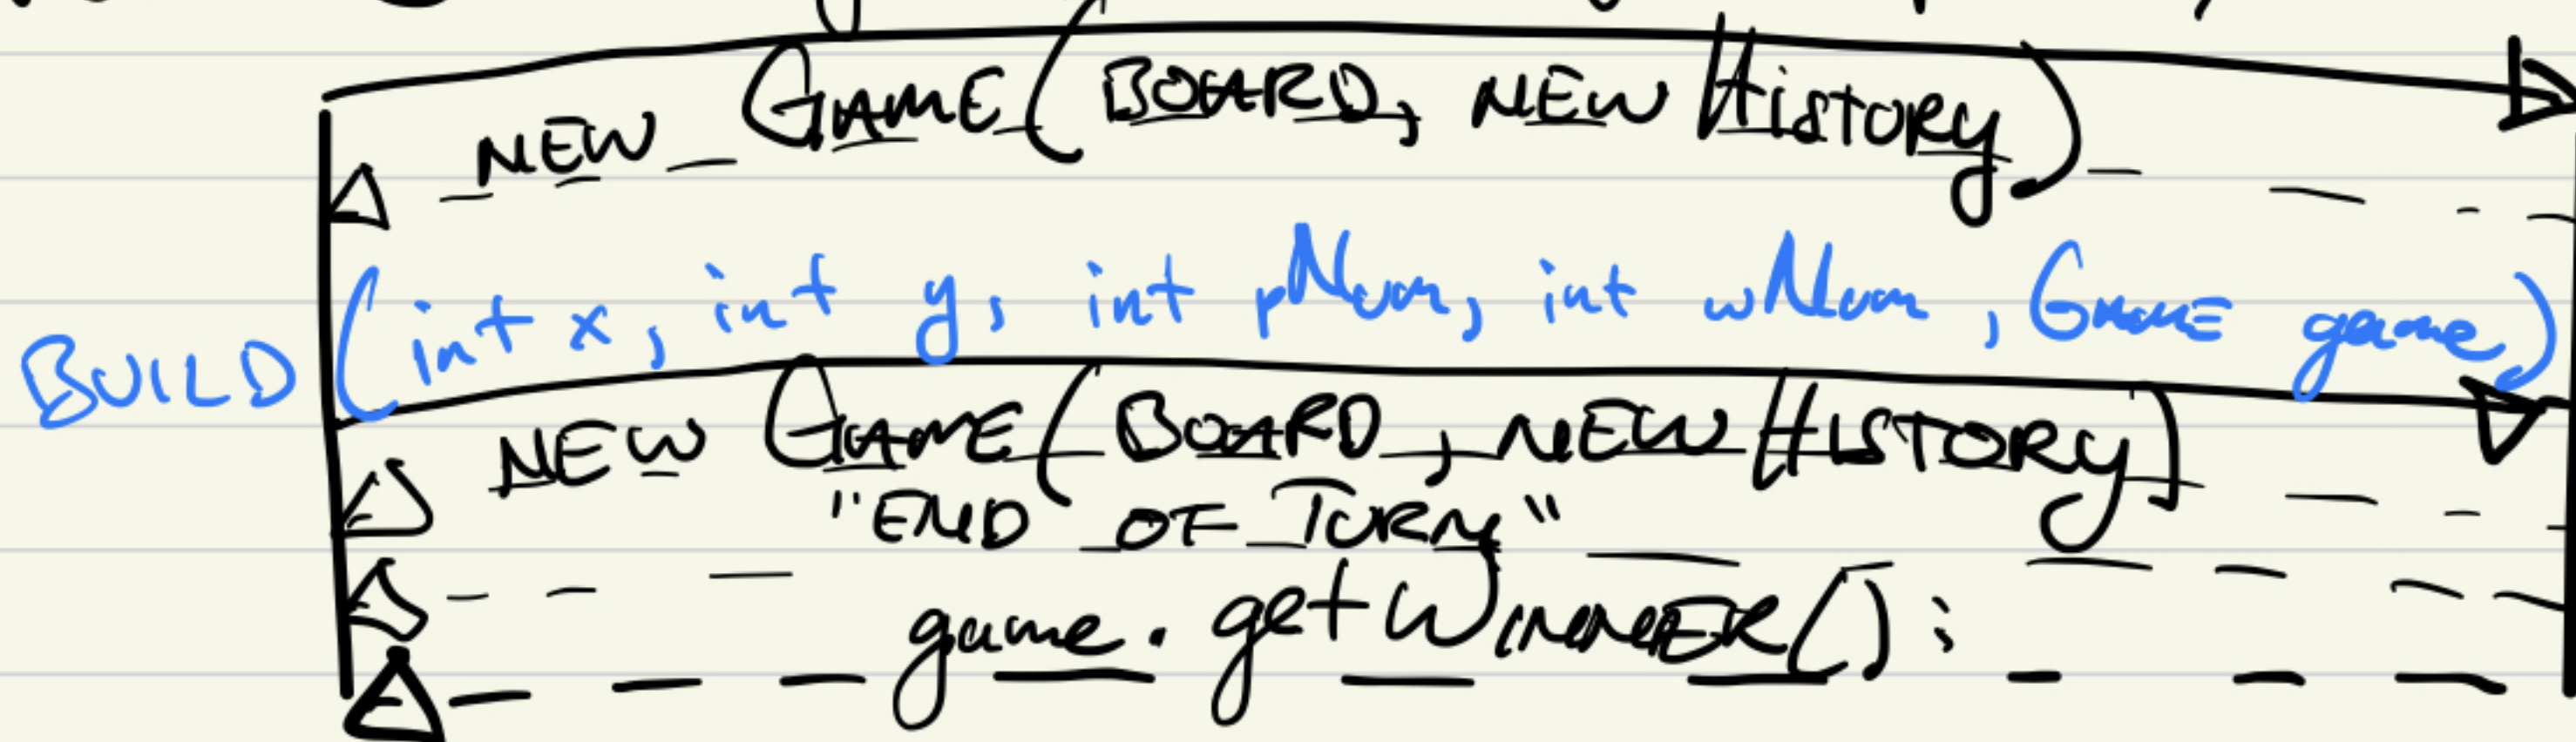 NEW GAME(BOARD, NEW HISTORY)
BUILD(int x, int y, int pNum, int wNum, GAME game)
NEW GAME(BOARD, NEW HISTORY)
"END OF TURN"
game.getWINNER();